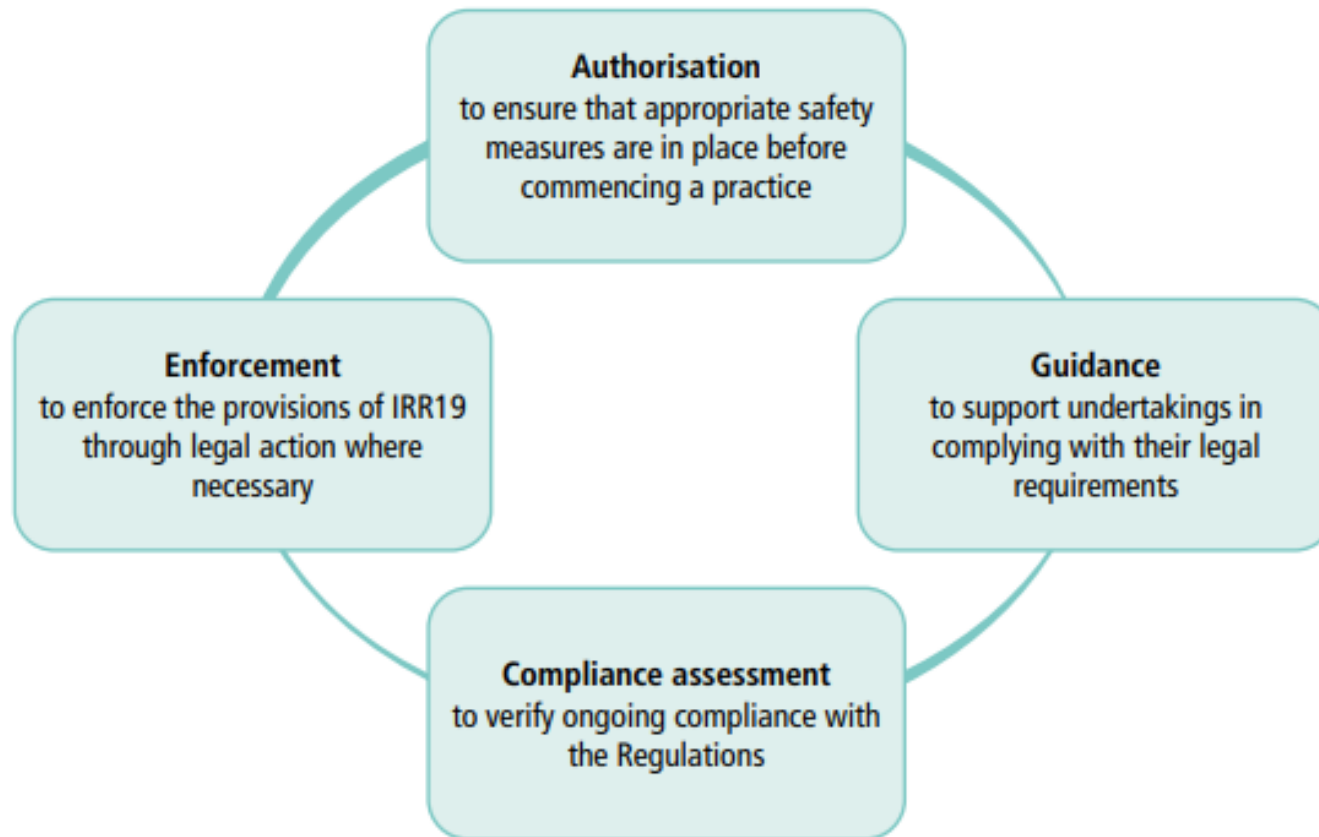 Authorisation
to ensure that appropriate safety
measures are in place before
commencing a practice
Enforcement
to enforce the provisions of IRR19
through legal action where
necessary
Guidance
to support undertakings in
complying with their legal
requirements
Compliance assessment
to verify ongoing compliance with
the Regulations